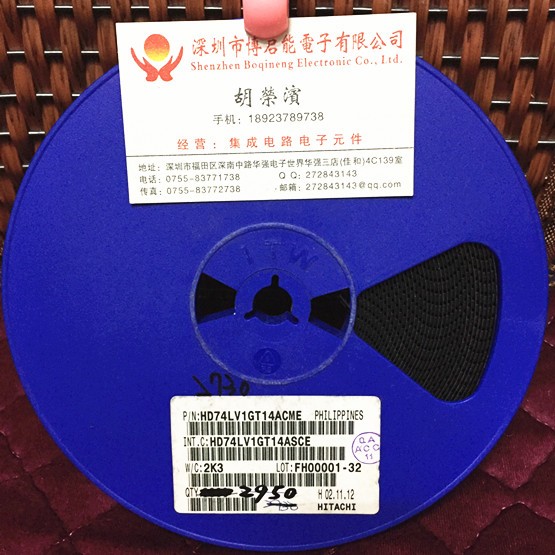 深圳市博启能電子有限公司
Shenzhen Boqineng Electronic Co., Ltd.
胡榮濱
手机：18923789738
经营：集成电路电子元件
地址：深圳市福田区深南中路华强电子世界华强三店(佳和)4C139室
电话：0755-83771738 Q Q：272843143
传真：0755-83772738 邮箱：272843143@qq.com
ITW
2730
P/N:HD74LV1GT14ACME PHILIPPINES
INT.C:HD74LV1GT14ASCE
QA
ACC
11
W/C:2K3 LOT:FH00001-32
QTY 2950 H 02.11.12
HITACHI